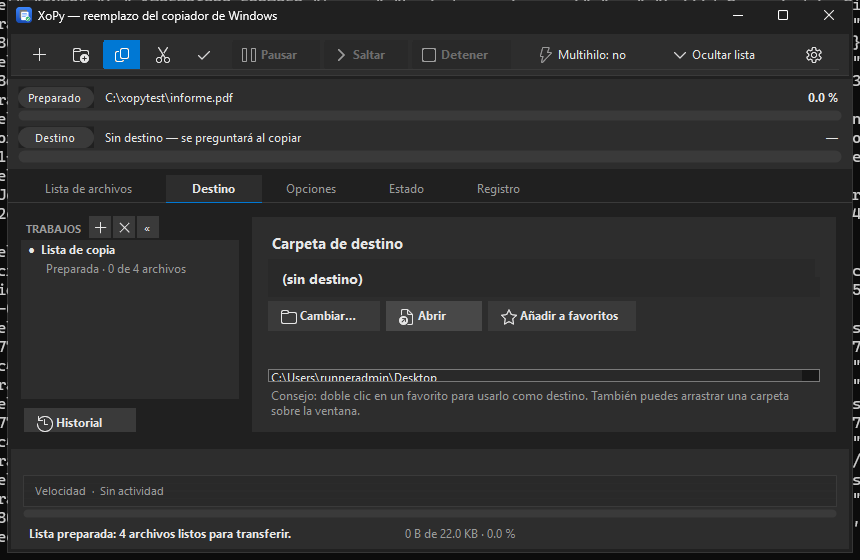 XoPy — reemplazo del copiador de Windows
Pausar
Saltar
Detener
Multihilo: no
Ocultar lista
Preparado
C:\xopytest\informe.pdf
0.0 %
Destino
Sin destino — se preguntará al copiar
—
Lista de archivos
Destino
Opciones
Estado
Registro
TRABAJOS
«
• Lista de copia
Preparada · 0 de 4 archivos
Historial
Carpeta de destino
(sin destino)
Cambiar...
Abrir
Añadir a favoritos
C:\Users\runneradmin\Desktop
Consejo: doble clic en un favorito para usarlo como destino. También puedes arrastrar una carpeta
sobre la ventana.
Velocidad · Sin actividad
Lista preparada: 4 archivos listos para transferir.
0 B de 22.0 KB · 0.0 %